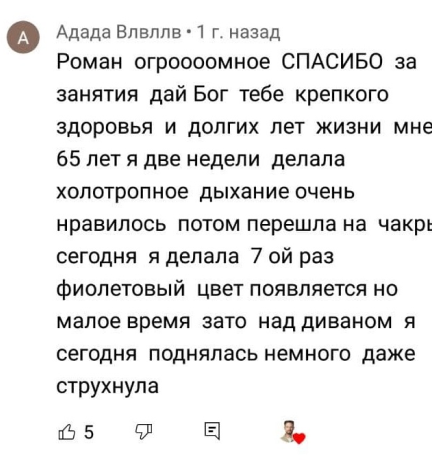 А
Адада Влвллв • 1 г. назад
Роман огроооомное СПАСИБО за
занятия дай Бог тебе крепкого
здоровья и долгих лет жизни мне
65 лет я две недели делала
холотропное дыхание очень
нравилось потом перешла на чакры
сегодня я делала 7 ой раз
фиолетовый цвет появляется но
малое время зато над диваном я
сегодня поднялась немного даже
струхнула
5